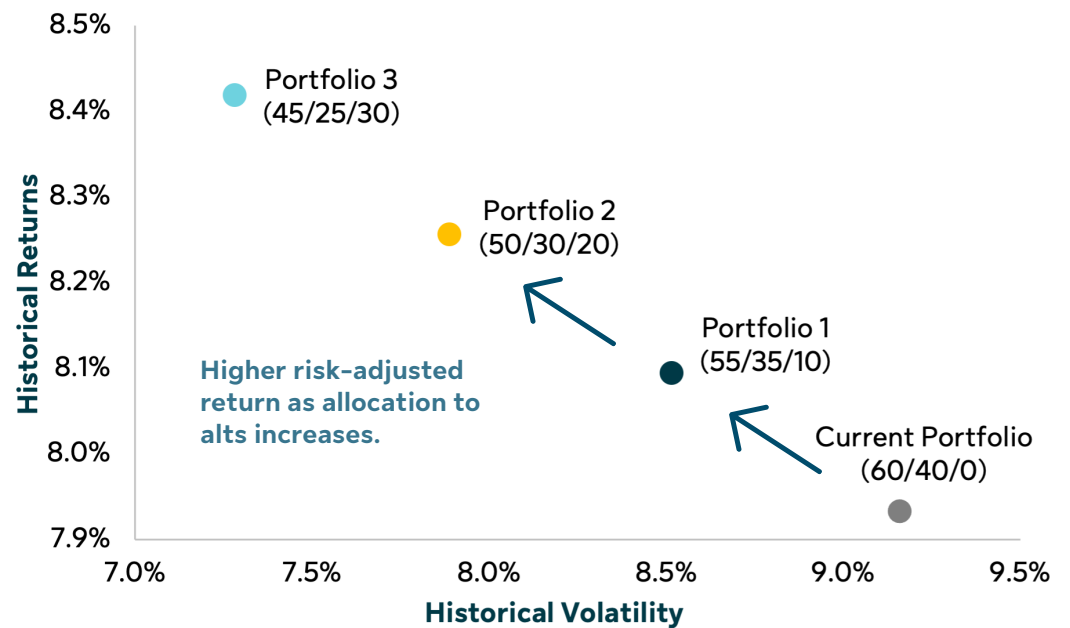 8.5%
Portfolio 3
(45/25/30)
8.4%
8.3%
Portfolio 2
(50/30/20)
8.2%
Portfolio 1
(55/35/10)
8.1%
Higher risk-adjusted
return as allocation to
alts increases.
Current Portfolio
(60/40/0)
8.0%
7.9%
Historical Returns
7.0%
7.5%
8.0%
8.5%
9.0%
9.5%
Historical Volatility